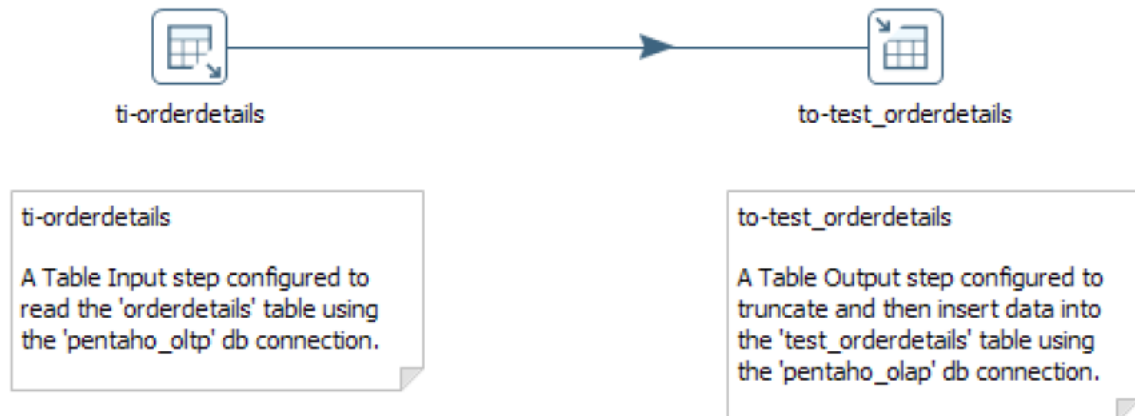 ti-orderdetails
to-test_orderdetails
ti-orderdetails
A Table Input step configured to
read the 'orderdetails' table using
the 'pentaho_oltp' db connection.
to-test_orderdetails
A Table Output step configured to
truncate and then insert data into
the 'test_orderdetails' table using
the 'pentaho_olap' db connection.